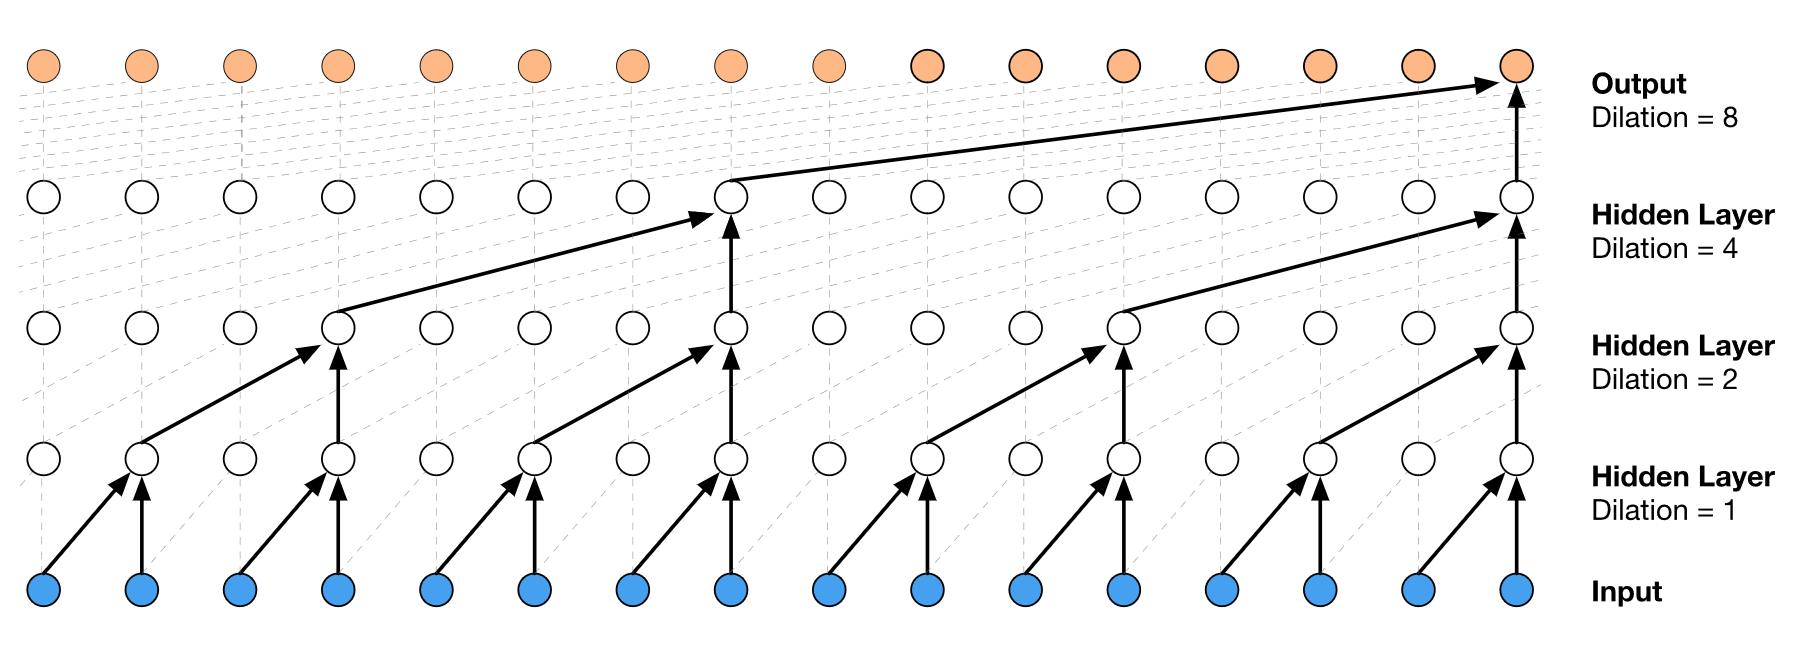 Output
Dilation = 8
Hidden Layer
Dilation = 4
Hidden Layer
Dilation = 2
Hidden Layer
Dilation = 1
Input